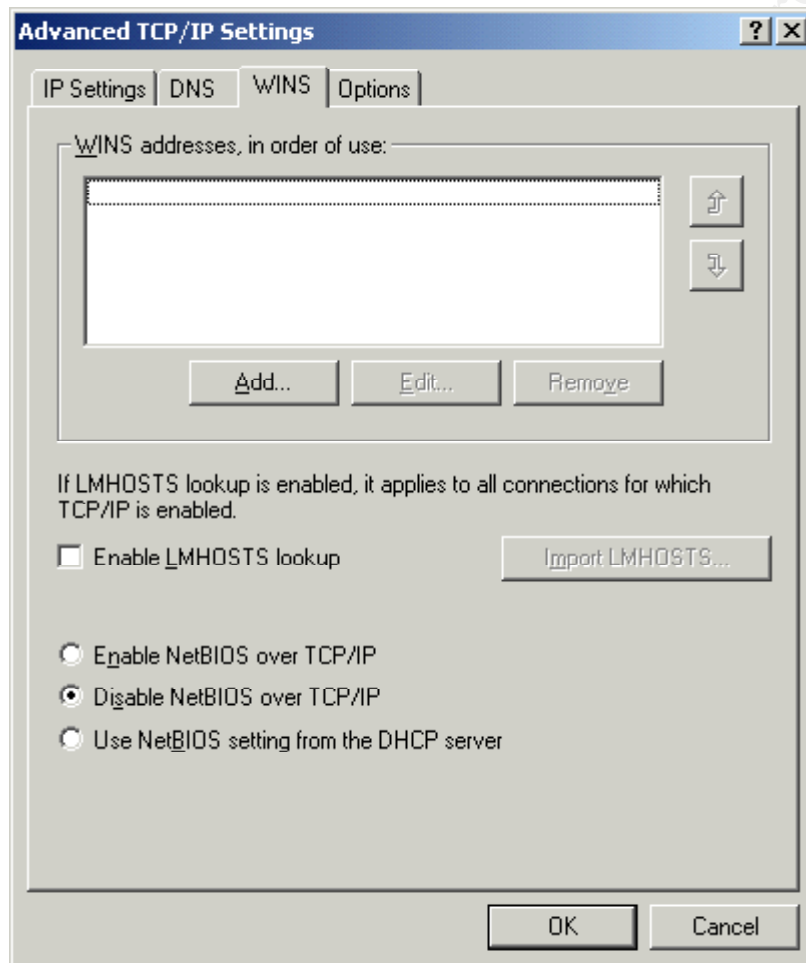 Advanced TCP/IP Settings
IP Settings DNS WINS Options
WINS addresses, in order of use:
Add... Edit... Remove
If LMHOSTS lookup is enabled, it applies to all connections for which
TCP/IP is enabled.
Enable LMHOSTS lookup Import LMHOSTS...
Enable NetBIOS over TCP/IP
Disable NetBIOS over TCP/IP
Use NetBIOS setting from the DHCP server
OK Cancel